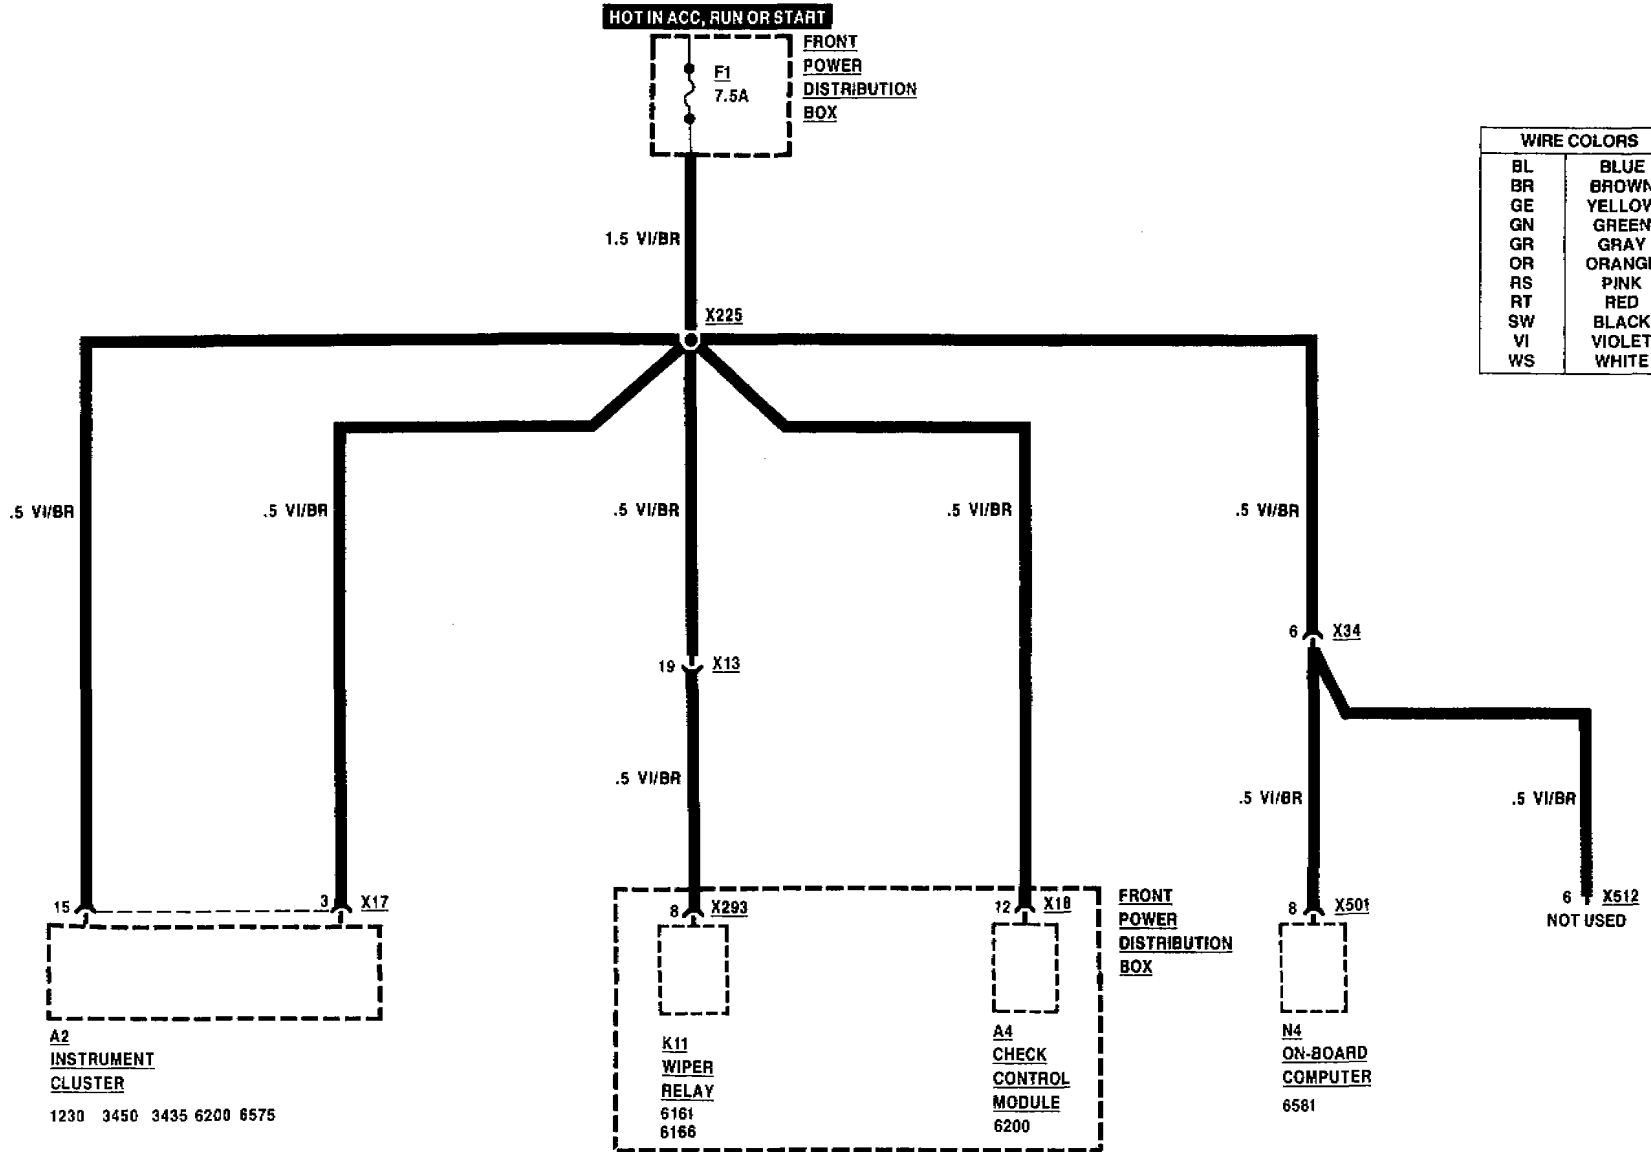 HOT IN ACC, RUN OR START
FRONT
POWER
DISTRIBUTION
BOX
F1
7.5A
WIRE COLORS
BL BLUE
BR BROWN
GE YELLOW
GN GREEN
GR GRAY
OR ORANGE
RS PINK
RT RED
SW BLACK
VI VIOLET
WS WHITE
1.5 VI/BR
X225
.5 VI/BR
.5 VI/BR
.5 VI/BR
.5 VI/BR
.5 VI/BR
6 X34
19 X13
.5 VI/BR
.5 VI/BR
.5 VI/BR
15
3 X17
8 X293
12 X18
FRONT
POWER
DISTRIBUTION
BOX
8 X501
6 X512
NOT USED
A2
INSTRUMENT
CLUSTER
1230 3450 3435 6200 6575
K11
WIPER
RELAY
6161
6166
A4
CHECK
CONTROL
MODULE
6200
N4
ON-BOARD
COMPUTER
6581